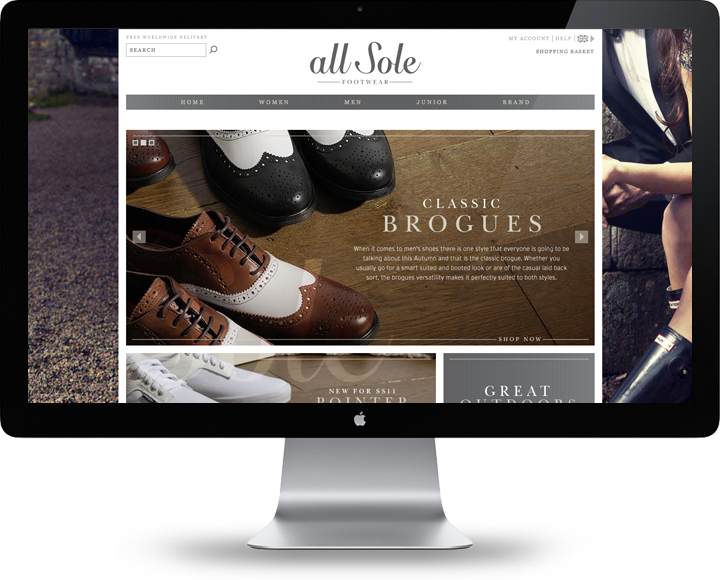 FREE WORLDWIDE DELIVERY
SEARCH
MY ACCOUNT | HELP
SHOPPING BASKET
all Sole
FOOTWEAR
HOME WOMEN MEN JUNIOR BRAND
CLASSIC
BROGUES
When it comes to men's shoes there is one style that everyone is going to be
talking about this Autumn and that is the classic brogue. Whether you
usually go for a smart suited and booted look or are of the casual laid back
sort, the brogues versatility makes it perfectly suited to both styles.
SHOP NOW
NEW FOR SS11
POINTER
GREAT
OUTDOORS